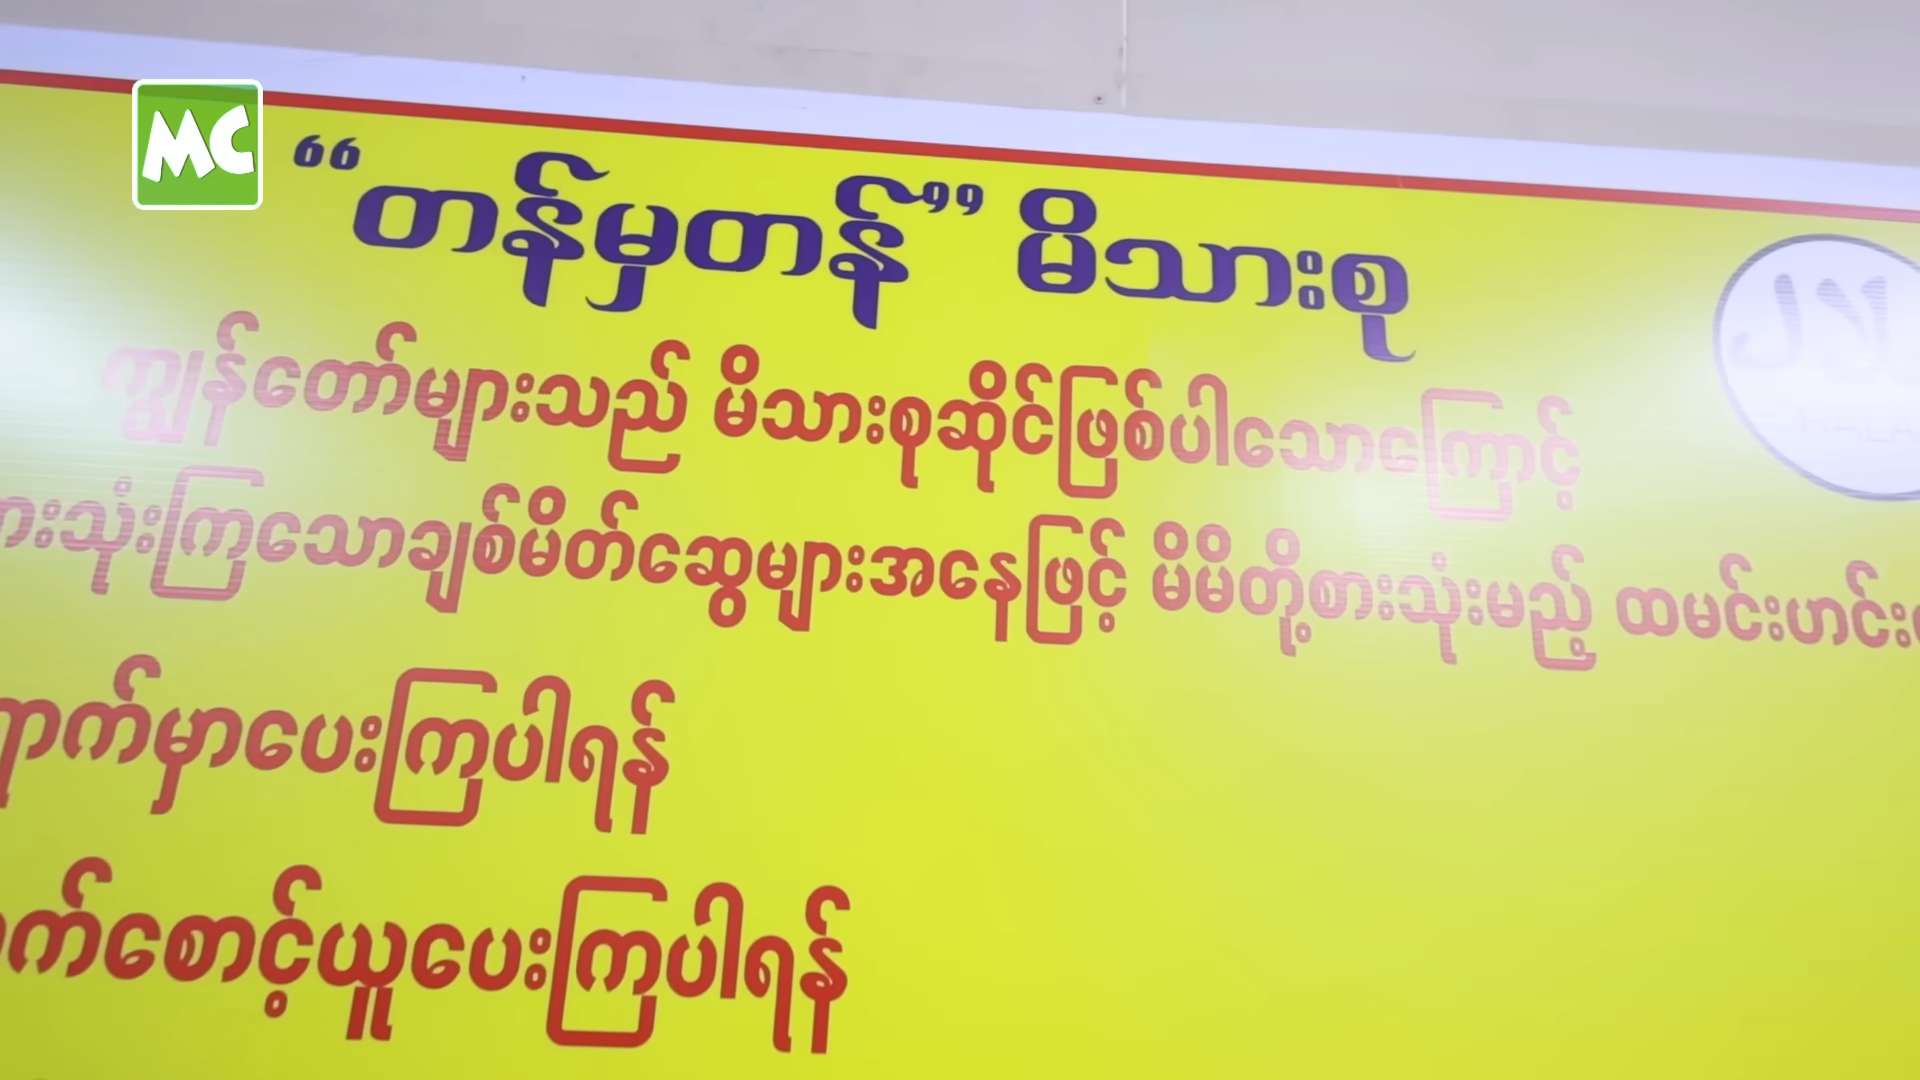 MC
“တန်မှတန်” မိသားစု
ကျွန်တော်များသည် မိသားစုဆိုင်ဖြစ်ပါသောကြောင့်
သုံးကြသောချစ်မိတ်ဆွေများအနေဖြင့် မိမိတို့စားသုံးမည့် ထမင်းဟင်း
မှာပေးကြပါရန်
စောင့်ယူပေးကြပါရန်